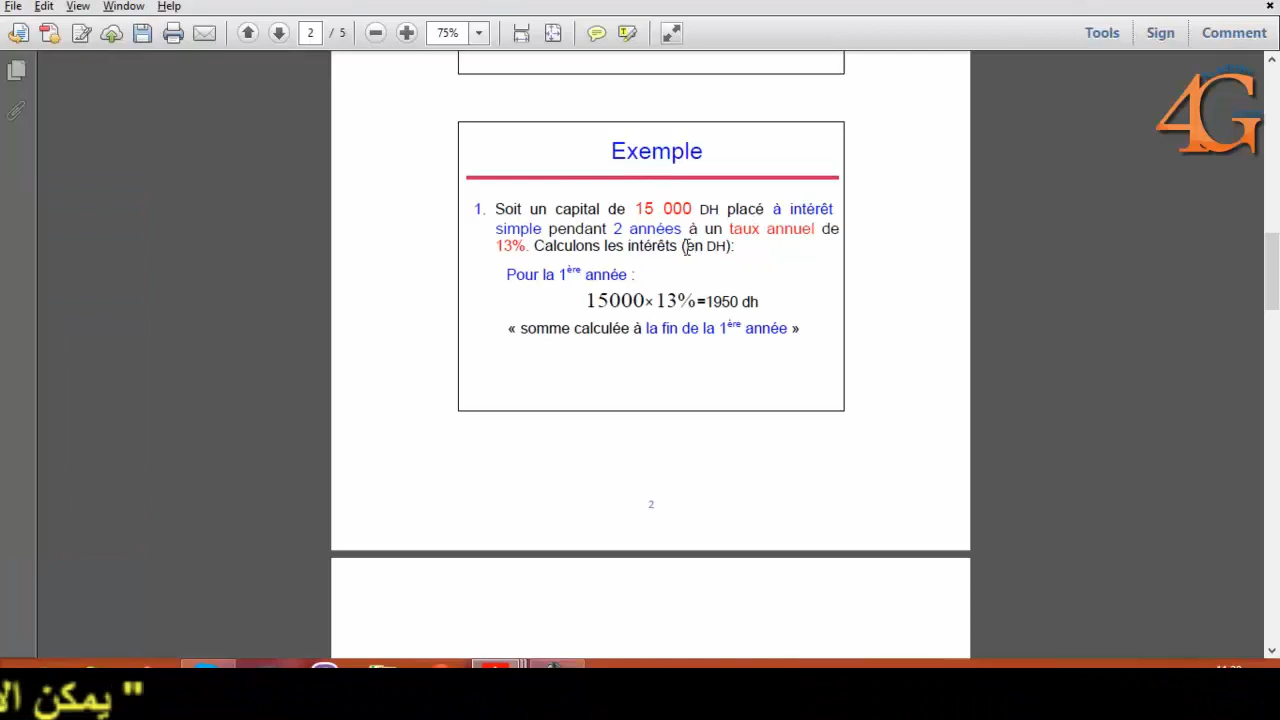 File Edit View Window Help
2 / 5 75% Tools Sign Comment
4G
Exemple
1. Soit un capital de 15 000 DH placé à intérêt
simple pendant 2 années à un taux annuel de
13%. Calculons les intérêts (en DH):
Pour la 1ère année :
15000× 13%=1950 dh
« somme calculée à la fin de la 1ère année »
2
" يمكن